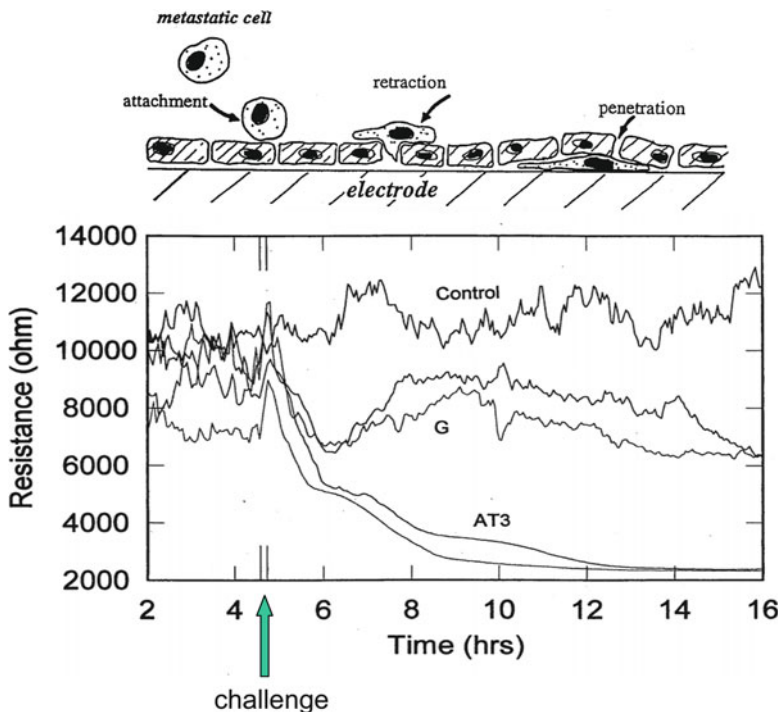 metastatic cell
attachment
retraction
penetration
electrode
14000
12000
10000
8000
6000
4000
2000
Resistance (ohm)
Control
G
AT3
2 4 6 8 10 12 14 16
Time (hrs)
challenge